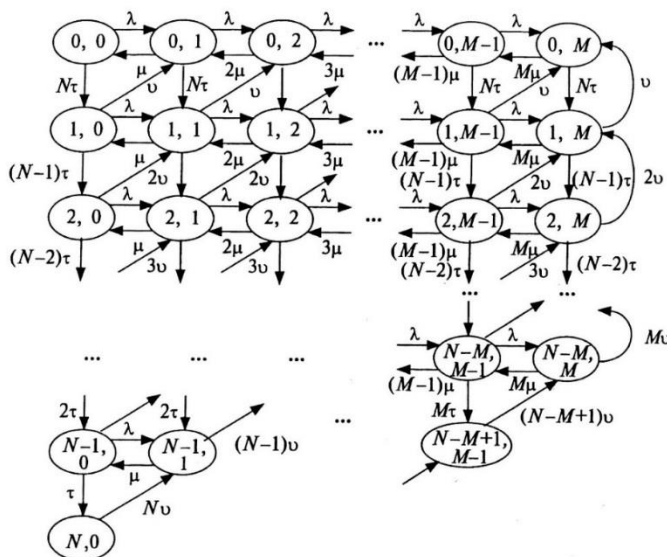 λ λ λ λ λ
0, 0 0, 1 0, 2 ... 0,M−1 0, M
μ 2μ 3μ (M−1)μ Mμ
Nτ υ Nτ υ Nτ υ Nτ υ
λ λ λ λ λ
1, 0 1, 1 1, 2 ... 1,M−1 1, M
μ 2μ 3μ (M−1)μ Mμ
(N−1)τ 2υ 2υ (N−1)τ 2υ (N−1)τ 2υ
λ λ λ λ λ
2, 0 2, 1 2, 2 ... 2,M−1 2, M
μ 2μ 3μ (M−1)μ Mμ
(N−2)τ 3υ 3υ (N−2)τ 3υ (N−2)τ
... ...
λ λ
... ... ... N−M, M−1 N−M, M Mυ
(M−1)μ Mμ
2τ 2τ ... Mτ (N−M+1)υ
λ
N−1, 0 N−1, 1 (N−1)υ N−M+1, M−1
μ
τ Nυ
N,0